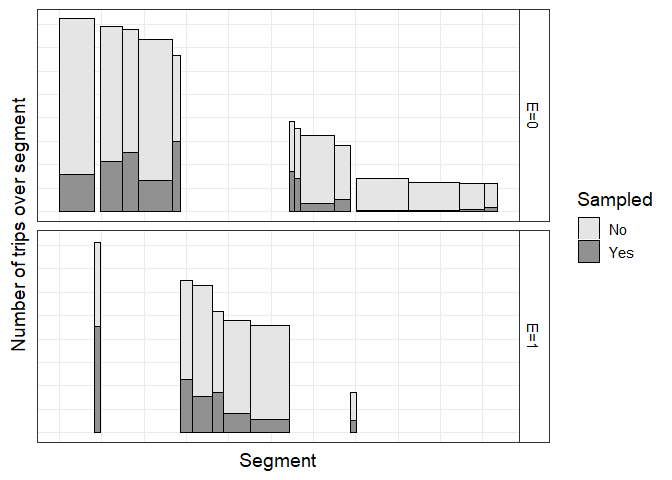 Number of trips over segment
E=0
E=1
Segment
Sampled
No
Yes